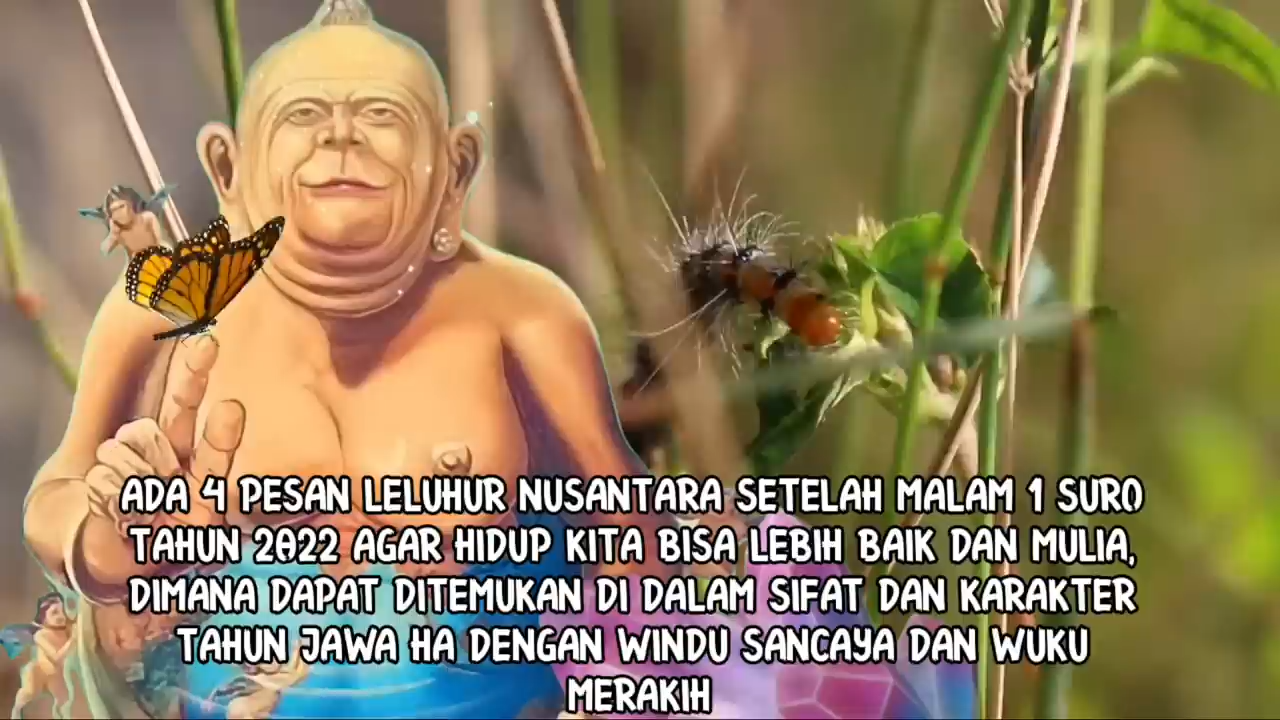 ADA 4 PESAN LELUHUR NUSANTARA SETELAH MALAM 1 SURO
TAHUN 2022 AGAR HIDUP KITA BISA LEBIH BAIK DAN MULIA,
DIMANA DAPAT DITEMUKAN DI DALAM SIFAT DAN KARAKTER
TAHUN JAWA HA DENGAN WINDU SANCAYA DAN WUKU
MERAKIH